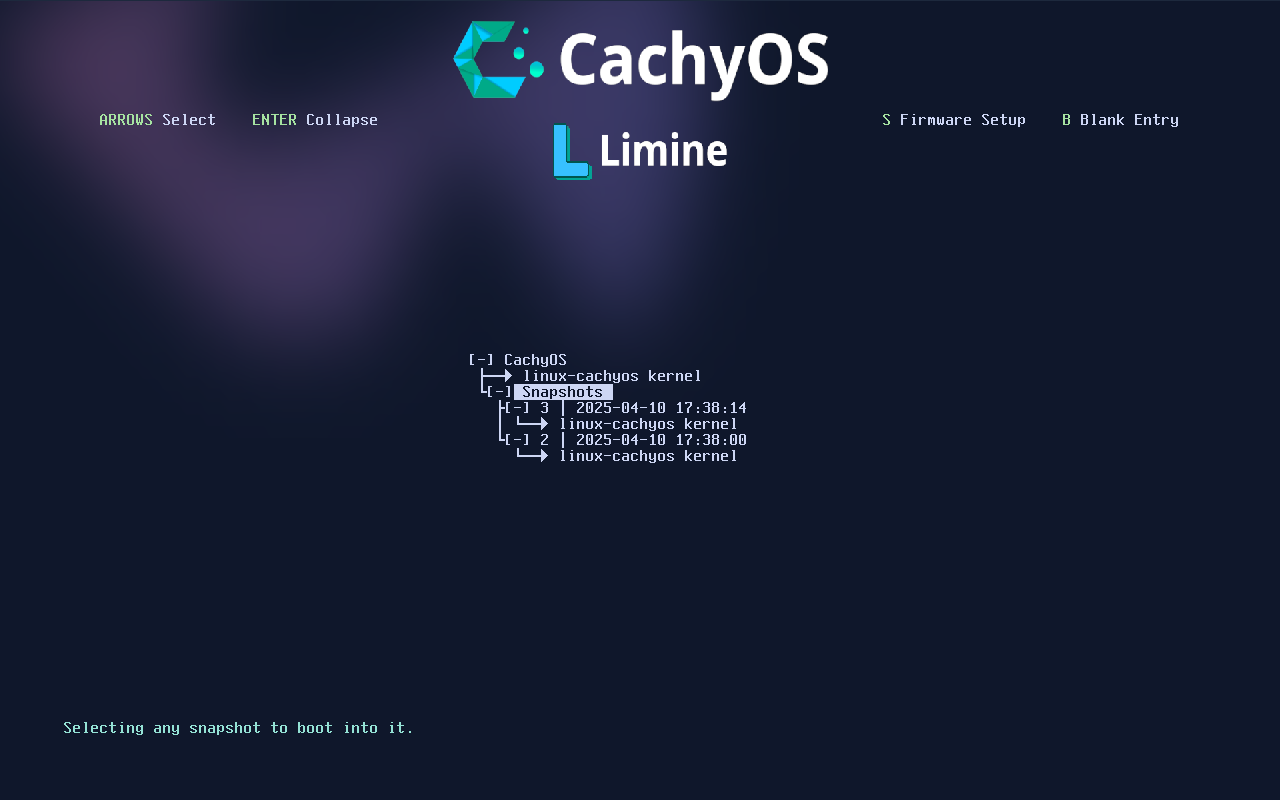 CachyOS
ARROWS Select    ENTER Collapse    S Firmware Setup    B Blank Entry
Limine
[-] CachyOS
linux-cachyos kernel
[-] Snapshots
[-] 3 | 2025-04-10 17:38:14
linux-cachyos kernel
[-] 2 | 2025-04-10 17:38:00
linux-cachyos kernel
Selecting any snapshot to boot into it.